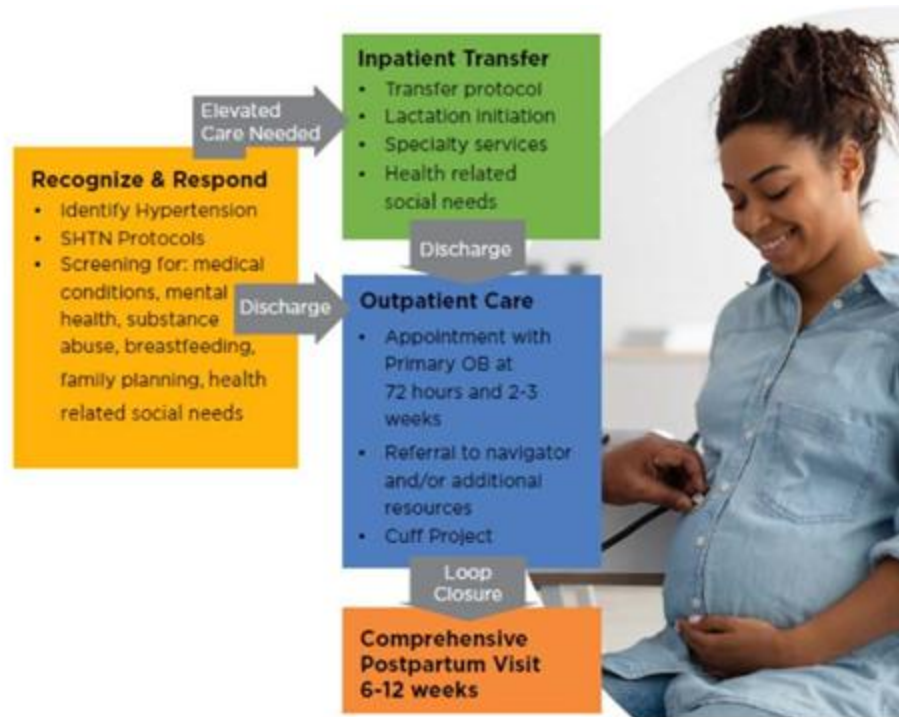 Inpatient Transfer
• Transfer protocol
• Lactation initiation
• Specialty services
• Health related
social needs
Elevated
Care Needed
Recognize & Respond
• Identify Hypertension
• SHTN Protocols
• Screening for: medical
conditions, mental
health, substance
abuse, breastfeeding,
family planning, health
related social needs
Discharge
Discharge
Outpatient Care
• Appointment with
Primary OB at
72 hours and 2-3
weeks
• Referral to navigator
and/or additional
resources
• Cuff Project
Loop
Closure
Comprehensive
Postpartum Visit
6-12 weeks